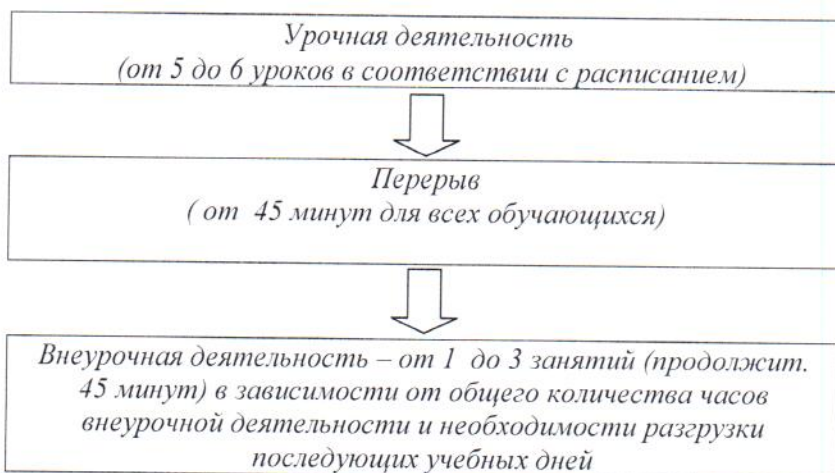 Урочная деятельность
(от 5 до 6 уроков в соответствии с расписанием)
Перерыв
( от 45 минут для всех обучающихся)
Внеурочная деятельность – от 1 до 3 занятий (продолжит.
45 минут) в зависимости от общего количества часов
внеурочной деятельности и необходимости разгрузки
последующих учебных дней